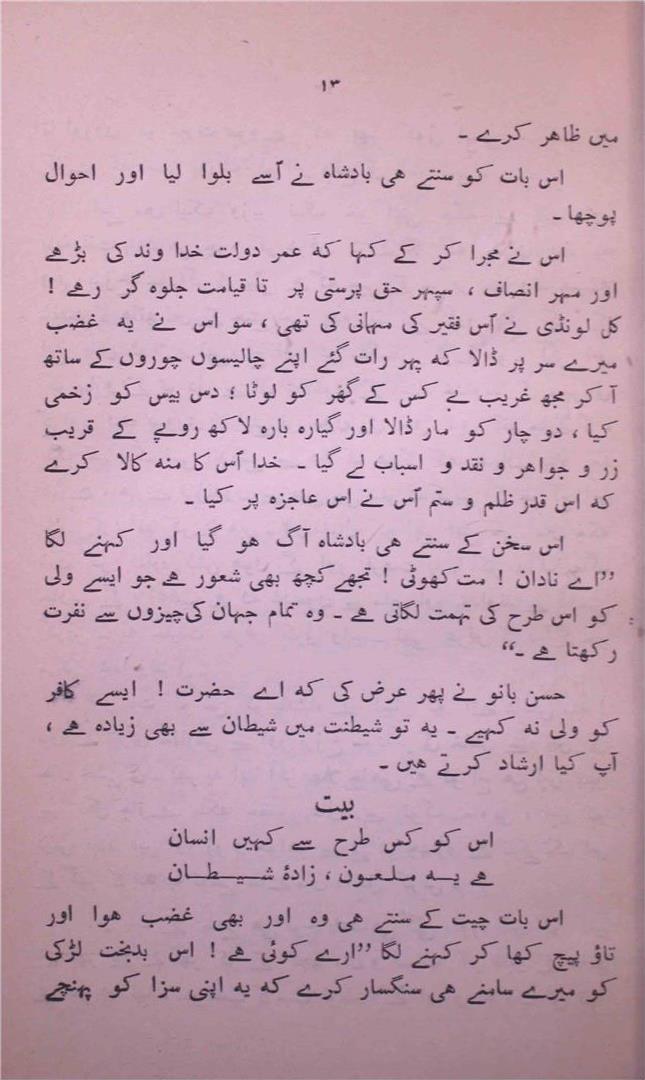 ۱۳
میں ظاہر کرے ۔
اس بات کو سنتے ہی بادشاہ نے اُسے بلوا لیا اور احوال
پوچھا ۔
اس نے مجرا کر کے کہا کہ عمر دولت خدا وند کی بڑھے
اور مہر انصاف ، سپہر حق پرستی پر تا قیامت جلوہ گر رہے !
کل لونڈی نے اُس فقیر کی مہمانی کی تھی ، سو اس نے یہ غضب
میرے سر پر ڈالا کہ پہر رات گئے اپنے چالیسوں چوروں کے ساتھ
آ کر مجھ غریب بے کس کے گھر کو لوٹا ؛ دس بیس کو زخمی
کیا ، دو چار کو مار ڈالا اور گیارہ بارہ لاکھ روپے کے قریب
زر و جواہر و نقد و اسباب لے گیا ۔ خدا اُس کا منہ کالا کرے
کہ اس قدر ظلم و ستم اُس نے اس عاجزہ پر کیا ۔
اس سخن کے سنتے ہی بادشاہ آگ ہو گیا اور کہنے لگا
”اے نادان ! مت کھوئی ! تجھے کچھ بھی شعور ہے جو ایسے ولی
کو اس طرح کی تہمت لگاتی ہے ۔ وہ تمام جہان کی چیزوں سے نفرت
رکھتا ہے ۔“
حسن بانو نے پھر عرض کی کہ اے حضرت ! ایسے کافر
کو ولی نہ کہیے ۔ یہ تو شیطنت میں شیطان سے بھی زیادہ ہے ،
آپ کیا ارشاد کرتے ہیں ۔
بیت
اس کو کس طرح سے کہیں انسان
ہے یہ ملعون ، زادۂ شیطان
اس بات چیت کے سنتے ہی وہ اور بھی غضب ہوا اور
تاؤ پیچ کھا کر کہنے لگا ”ارے کوئی ہے ! اس بدبخت لڑکی
کو میرے سامنے ہی سنگسار کرے کہ یہ اپنی سزا کو پہنچے